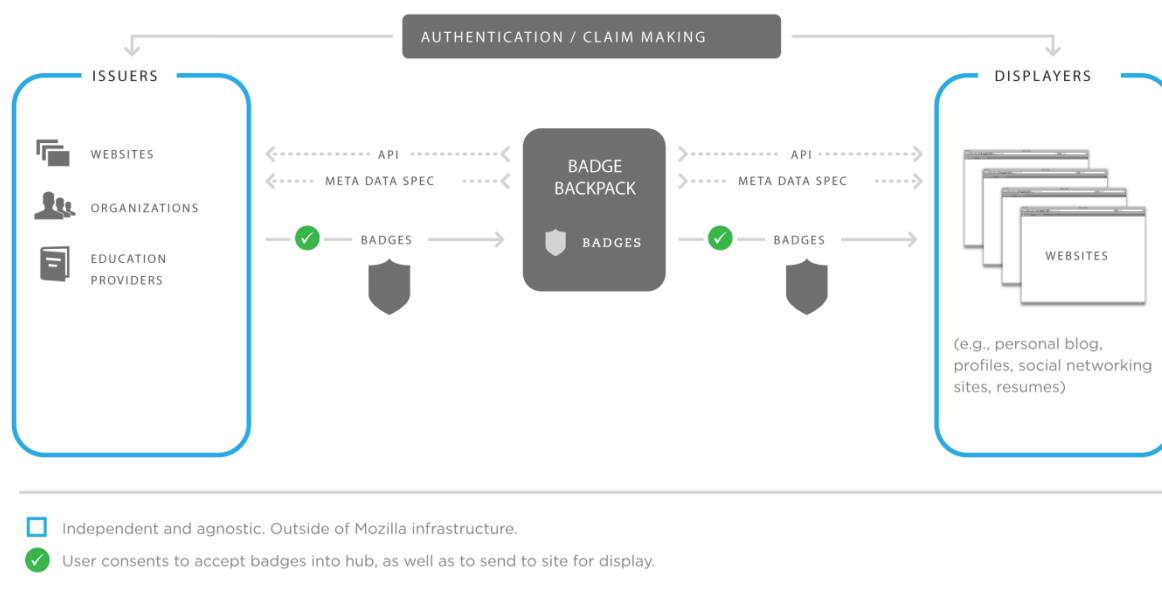 AUTHENTICATION / CLAIM MAKING
ISSUERS
WEBSITES
ORGANIZATIONS
EDUCATION
PROVIDERS
API
META DATA SPEC
BADGES
BADGE
BACKPACK
BADGES
API
META DATA SPEC
BADGES
DISPLAYERS
WEBSITES
(e.g., personal blog,
profiles, social networking
sites, resumes)
Independent and agnostic. Outside of Mozilla infrastructure.
User consents to accept badges into hub, as well as to send to site for display.